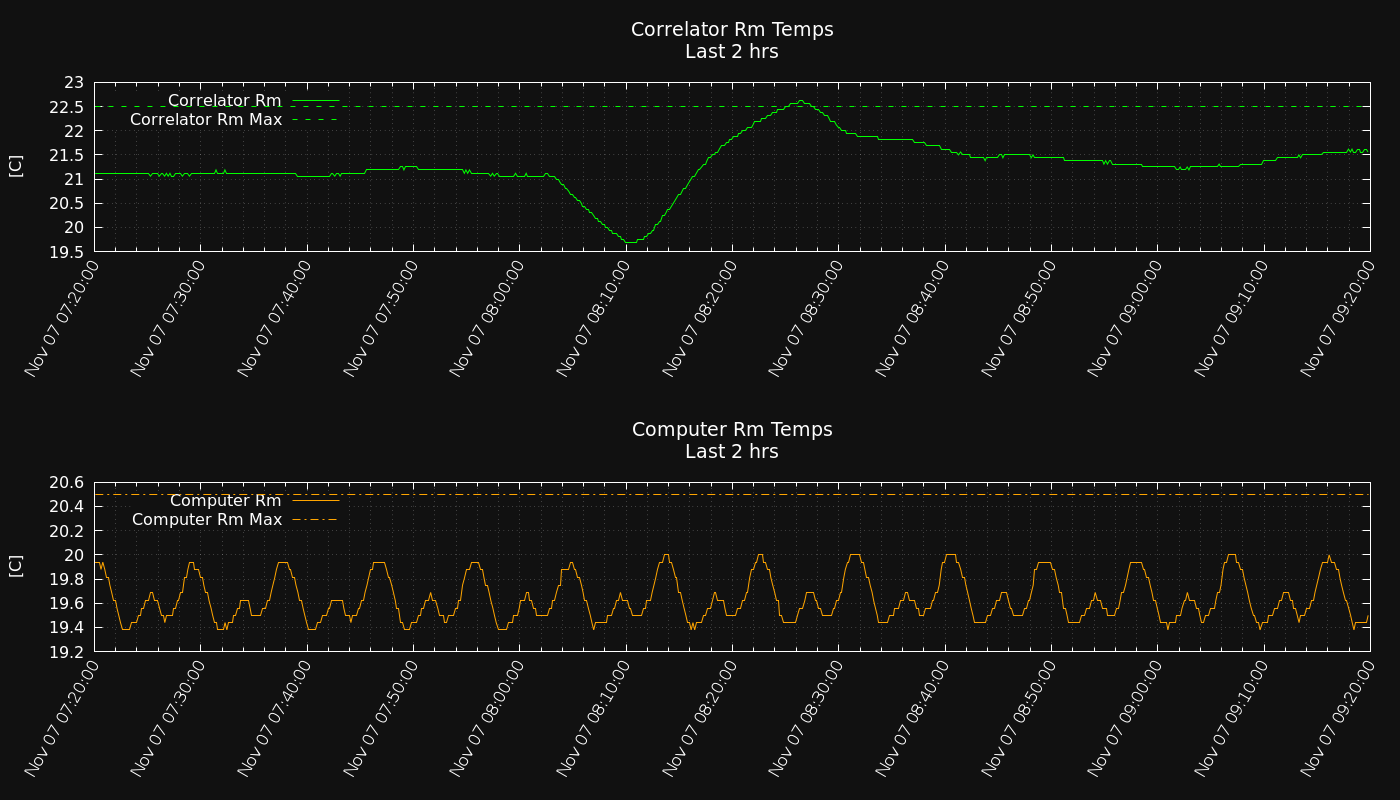 Correlator Rm Temps
Last 2 hrs
[C]
23
22.5
22
21.5
21
20.5
20
19.5
Correlator Rm
Correlator Rm Max
Nov 07 07:20:00
Nov 07 07:30:00
Nov 07 07:40:00
Nov 07 07:50:00
Nov 07 08:00:00
Nov 07 08:10:00
Nov 07 08:20:00
Nov 07 08:30:00
Nov 07 08:40:00
Nov 07 08:50:00
Nov 07 09:00:00
Nov 07 09:10:00
Nov 07 09:20:00
Computer Rm Temps
Last 2 hrs
[C]
20.6
20.4
20.2
20
19.8
19.6
19.4
19.2
Computer Rm
Computer Rm Max
Nov 07 07:20:00
Nov 07 07:30:00
Nov 07 07:40:00
Nov 07 07:50:00
Nov 07 08:00:00
Nov 07 08:10:00
Nov 07 08:20:00
Nov 07 08:30:00
Nov 07 08:40:00
Nov 07 08:50:00
Nov 07 09:00:00
Nov 07 09:10:00
Nov 07 09:20:00